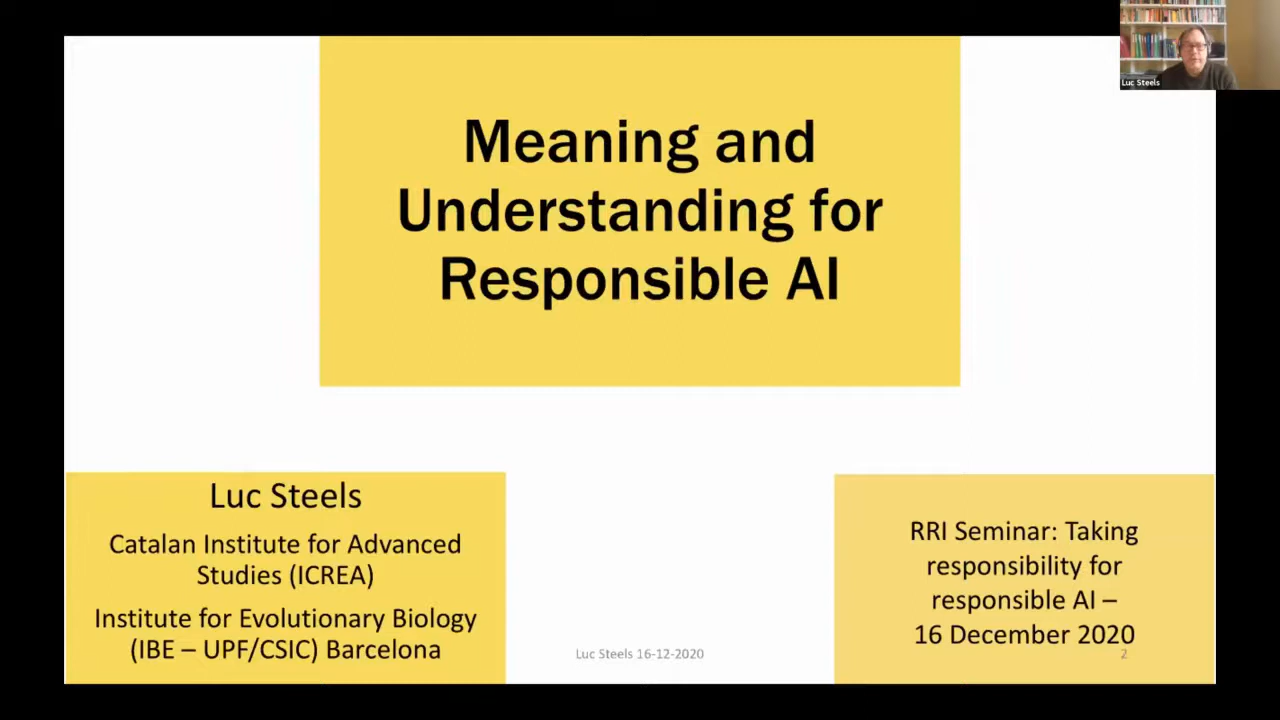 Luc Steels
Meaning and
Understanding for
Responsible AI
Luc Steels
Catalan Institute for Advanced
Studies (ICREA)
Institute for Evolutionary Biology
(IBE – UPF/CSIC) Barcelona
Luc Steels 16-12-2020
RRI Seminar: Taking
responsibility for
responsible AI –
16 December 2020
2